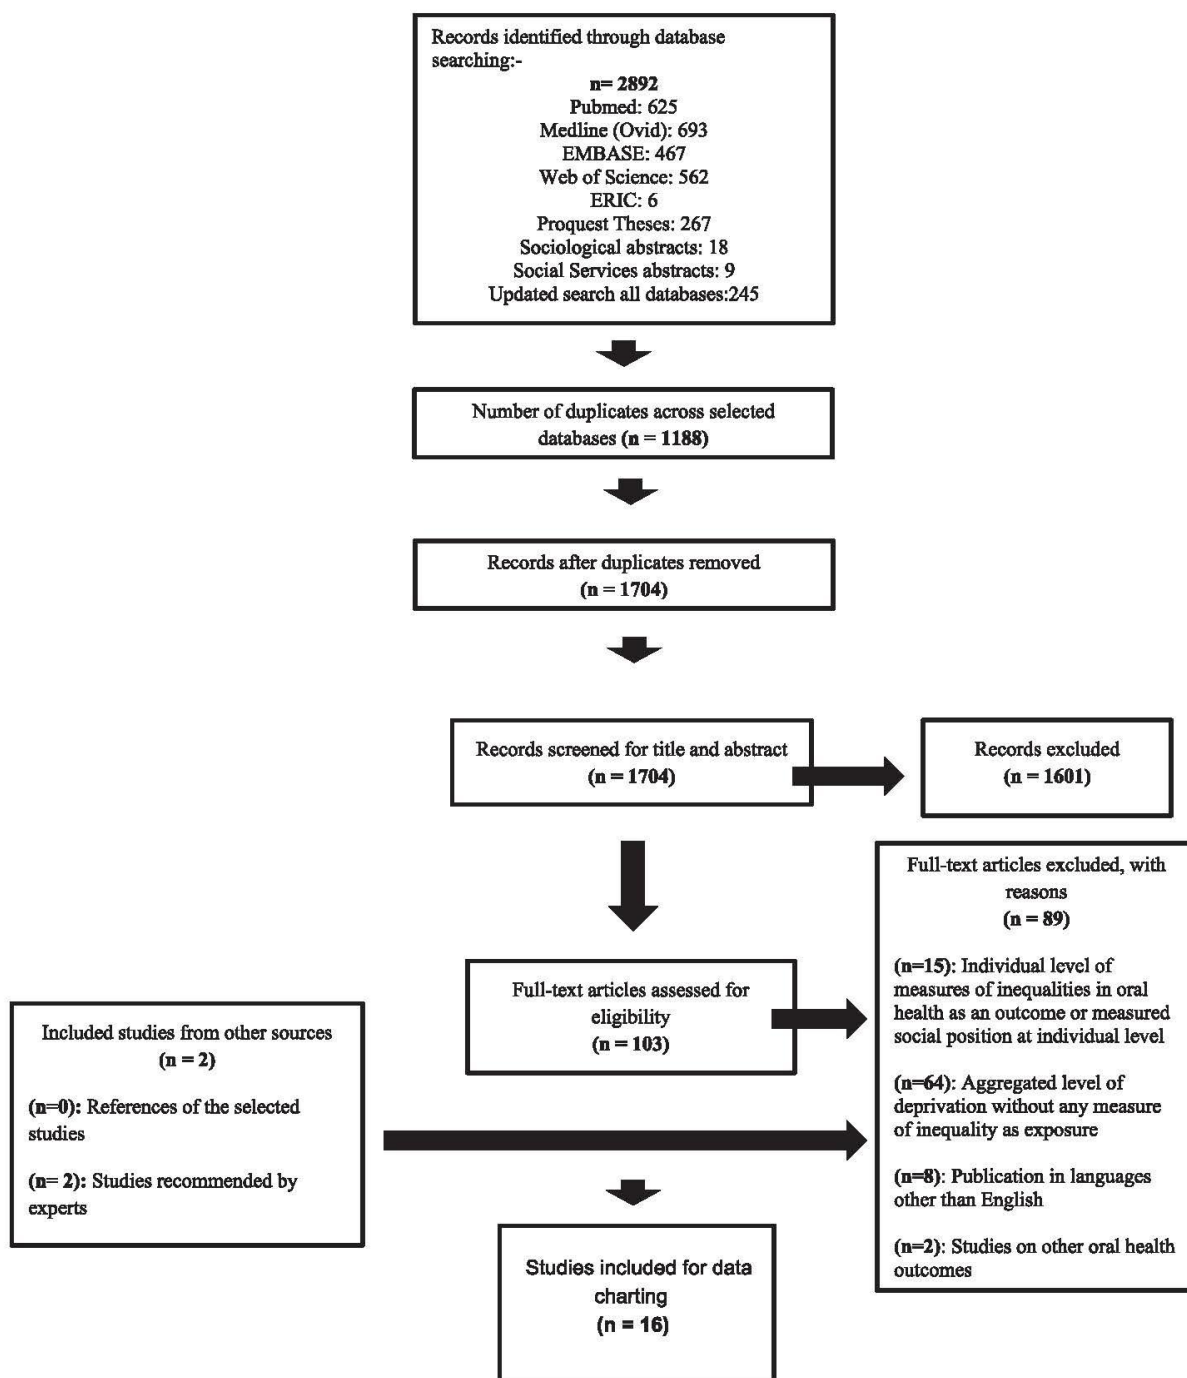 Records identified through database
searching:-
n= 2892
Pubmed: 625
Medline (Ovid): 693
EMBASE: 467
Web of Science: 562
ERIC: 6
Proquest Theses: 267
Sociological abstracts: 18
Social Services abstracts: 9
Updated search all databases:245
Number of duplicates across selected
databases (n = 1188)
Records after duplicates removed
(n = 1704)
Records screened for title and abstract
(n = 1704)
Records excluded
(n = 1601)
Full-text articles assessed for
eligibility
(n = 103)
Full-text articles excluded, with
reasons
(n = 89)
(n=15): Individual level of
measures of inequalities in oral
health as an outcome or measured
social position at individual level
(n=64): Aggregated level of
deprivation without any measure
of inequality as exposure
(n=8): Publication in languages
other than English
(n=2): Studies on other oral health
outcomes
Included studies from other sources
(n = 2)
(n=0): References of the selected
studies
(n= 2): Studies recommended by
experts
Studies included for data
charting
(n = 16)